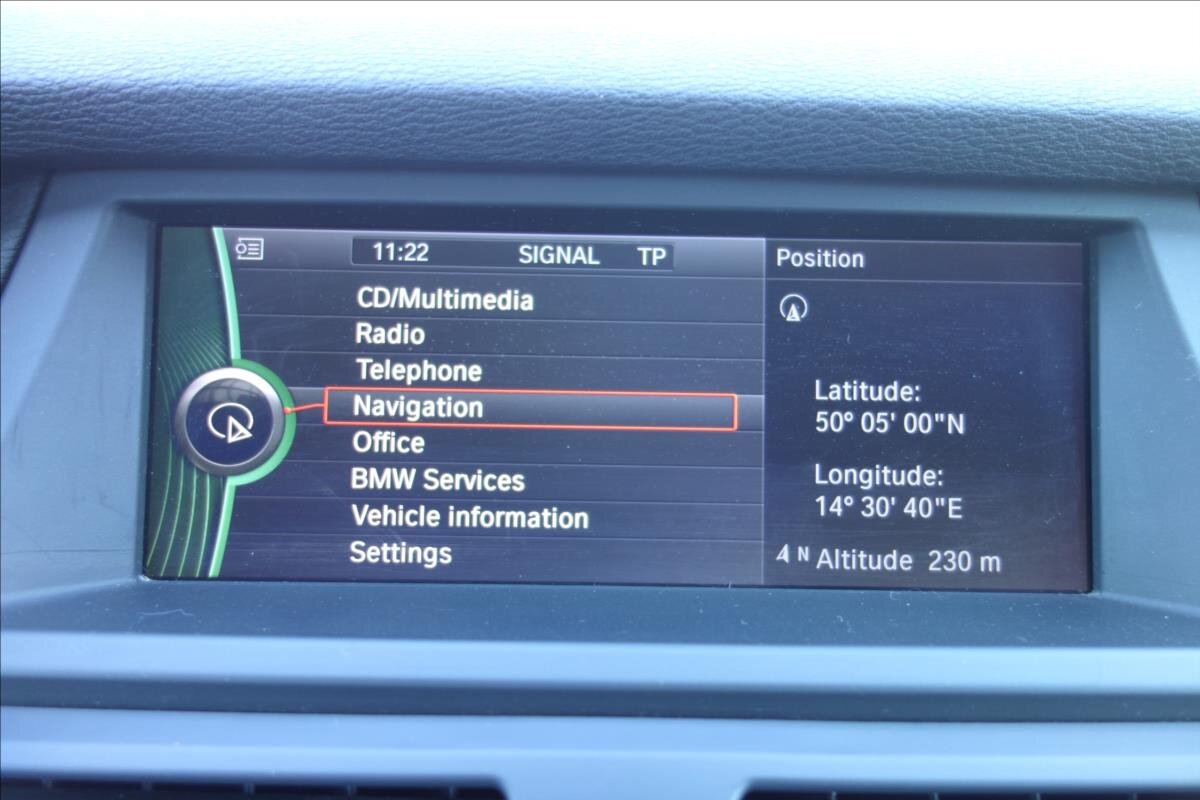 11:22 SIGNAL TP
CD/Multimedia
Radio
Telephone
Navigation
Office
BMW Services
Vehicle information
Settings
Position
Latitude:
50° 05' 00"N
Longitude:
14° 30' 40"E
N Altitude 230 m